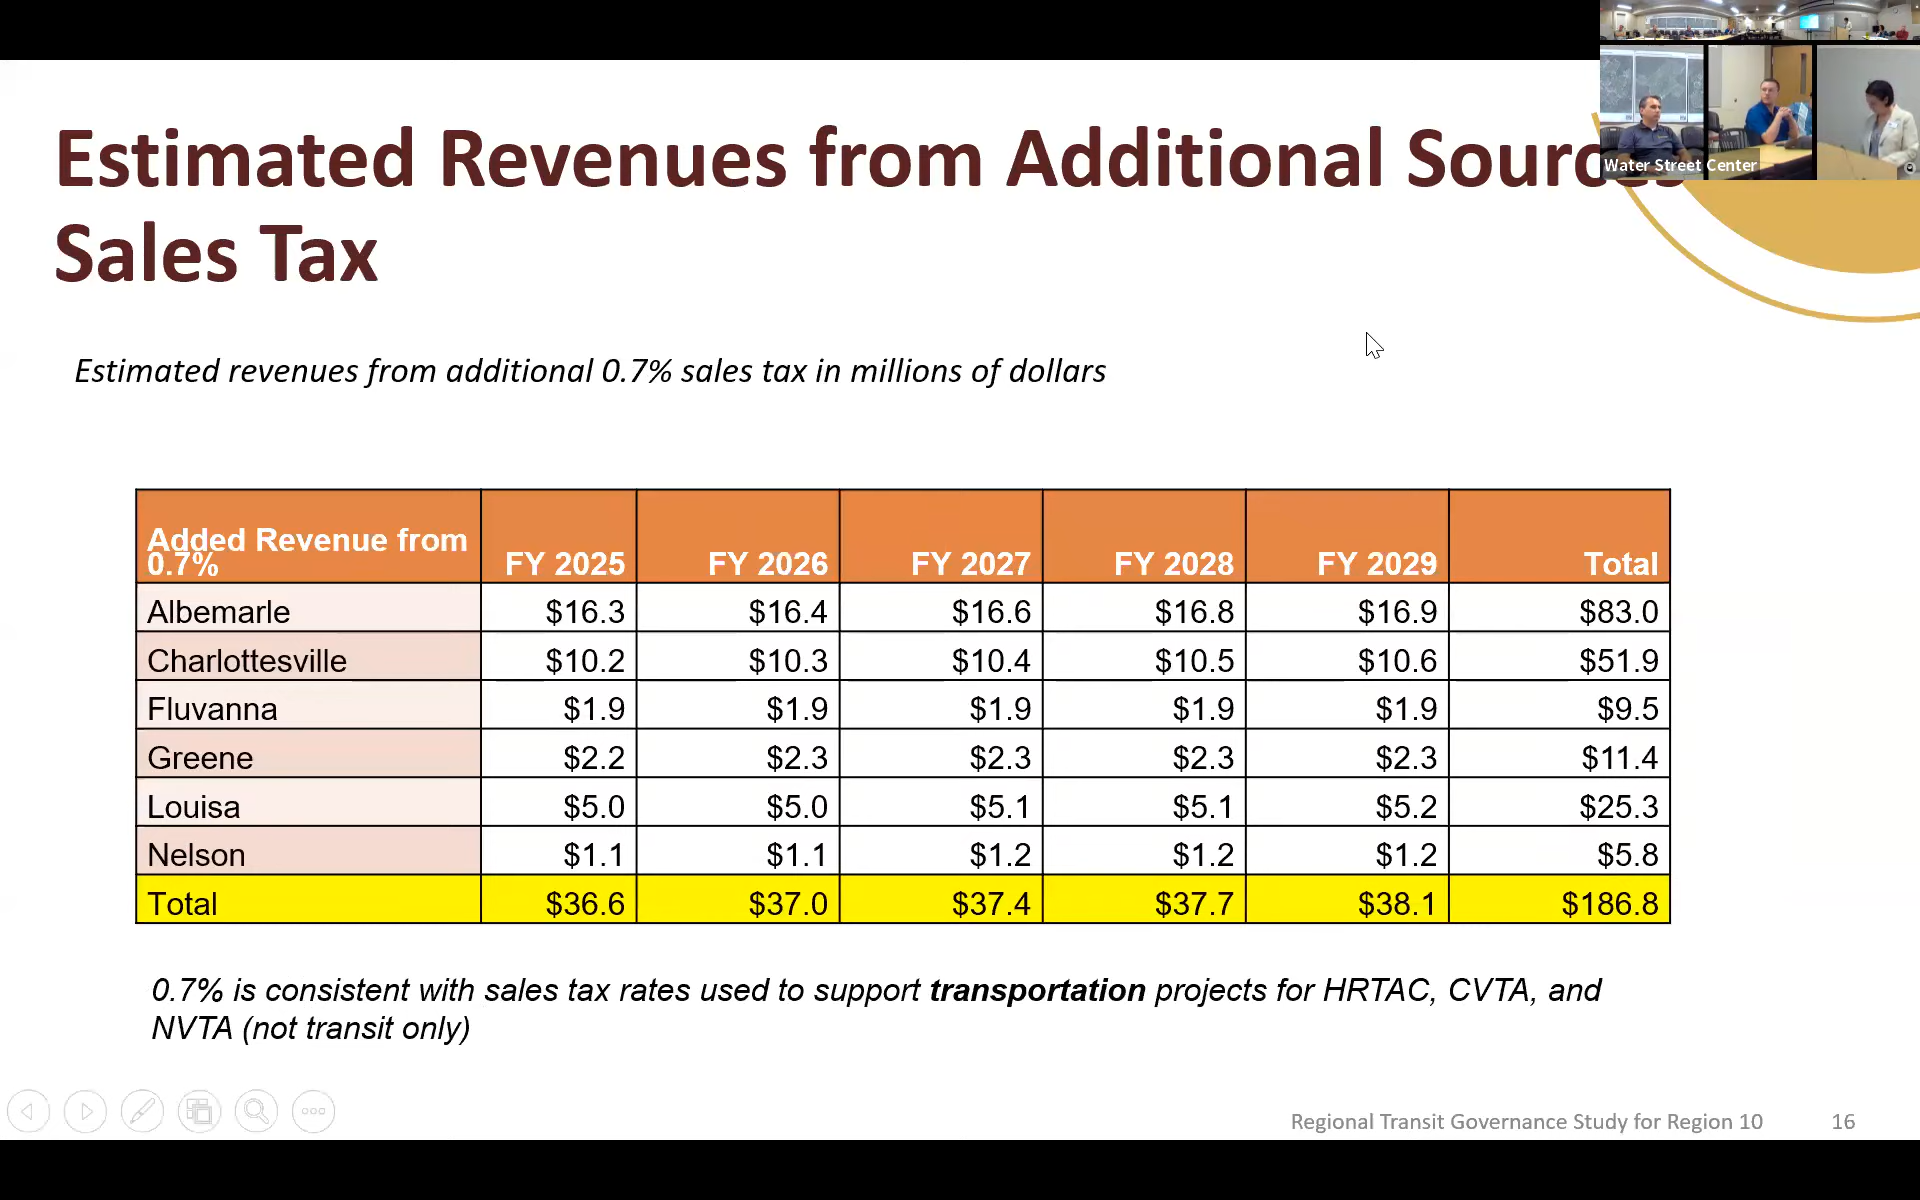 Estimated Revenues from Additional Sources
Sales Tax
Water Street Center
Estimated revenues from additional 0.7% sales tax in millions of dollars
Added Revenue from 0.7% FY 2025 FY 2026 FY 2027 FY 2028 FY 2029 Total
Albemarle $16.3 $16.4 $16.6 $16.8 $16.9 $83.0
Charlottesville $10.2 $10.3 $10.4 $10.5 $10.6 $51.9
Fluvanna $1.9 $1.9 $1.9 $1.9 $1.9 $9.5
Greene $2.2 $2.3 $2.3 $2.3 $2.3 $11.4
Louisa $5.0 $5.0 $5.1 $5.1 $5.2 $25.3
Nelson $1.1 $1.1 $1.2 $1.2 $1.2 $5.8
Total $36.6 $37.0 $37.4 $37.7 $38.1 $186.8
0.7% is consistent with sales tax rates used to support transportation projects for HRTAC, CVTA, and
NVTA (not transit only)
Regional Transit Governance Study for Region 10 16